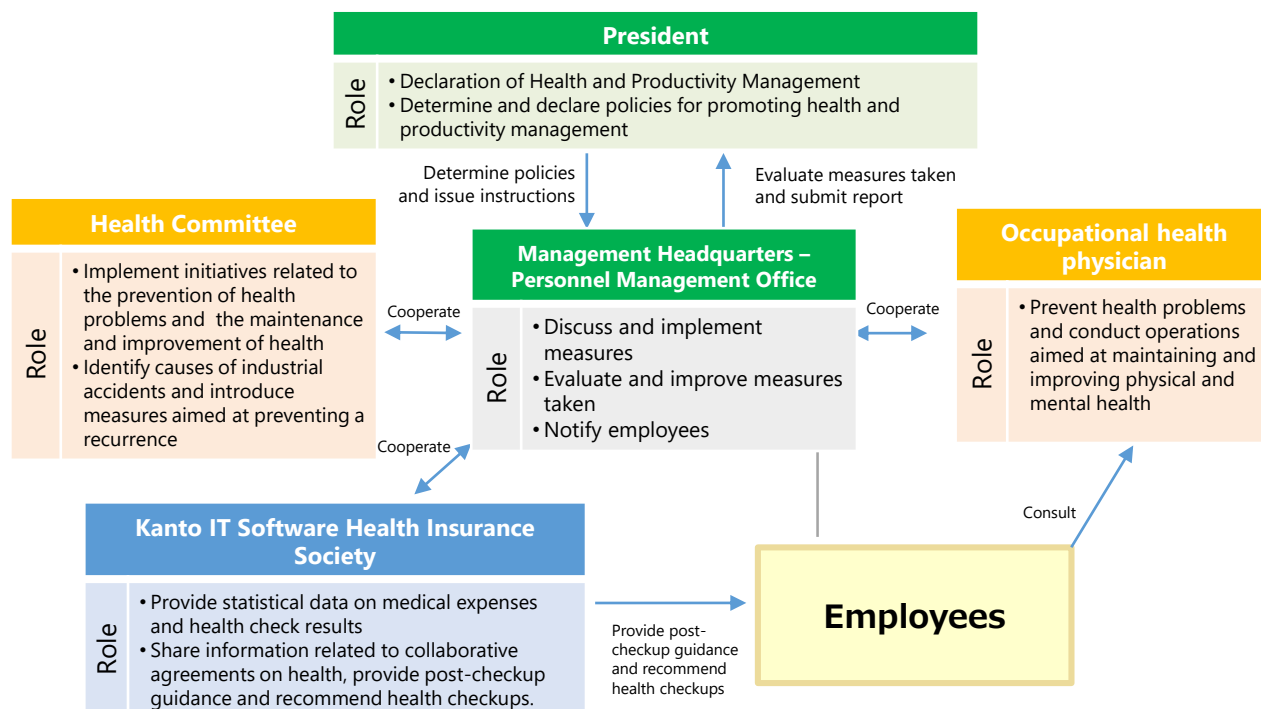 President
Role
• Declaration of Health and Productivity Management
• Determine and declare policies for promoting health and
productivity management
Determine policies
and issue instructions
Evaluate measures taken
and submit report
Health Committee
Role
• Implement initiatives related to
the prevention of health
problems and  the maintenance
and improvement of health
• Identify causes of industrial
accidents and introduce
measures aimed at preventing a
recurrence
Cooperate
Management Headquarters –
Personnel Management Office
Role
• Discuss and implement
measures
• Evaluate and improve measures
taken
• Notify employees
Cooperate
Occupational health
physician
Role
• Prevent health problems
and conduct operations
aimed at maintaining and
improving physical and
mental health
Cooperate
Kanto IT Software Health Insurance
Society
Role
• Provide statistical data on medical expenses
and health check results
• Share information related to collaborative
agreements on health, provide post-checkup
guidance and recommend health checkups.
Provide post-
checkup guidance
and recommend
health checkups
Employees
Consult